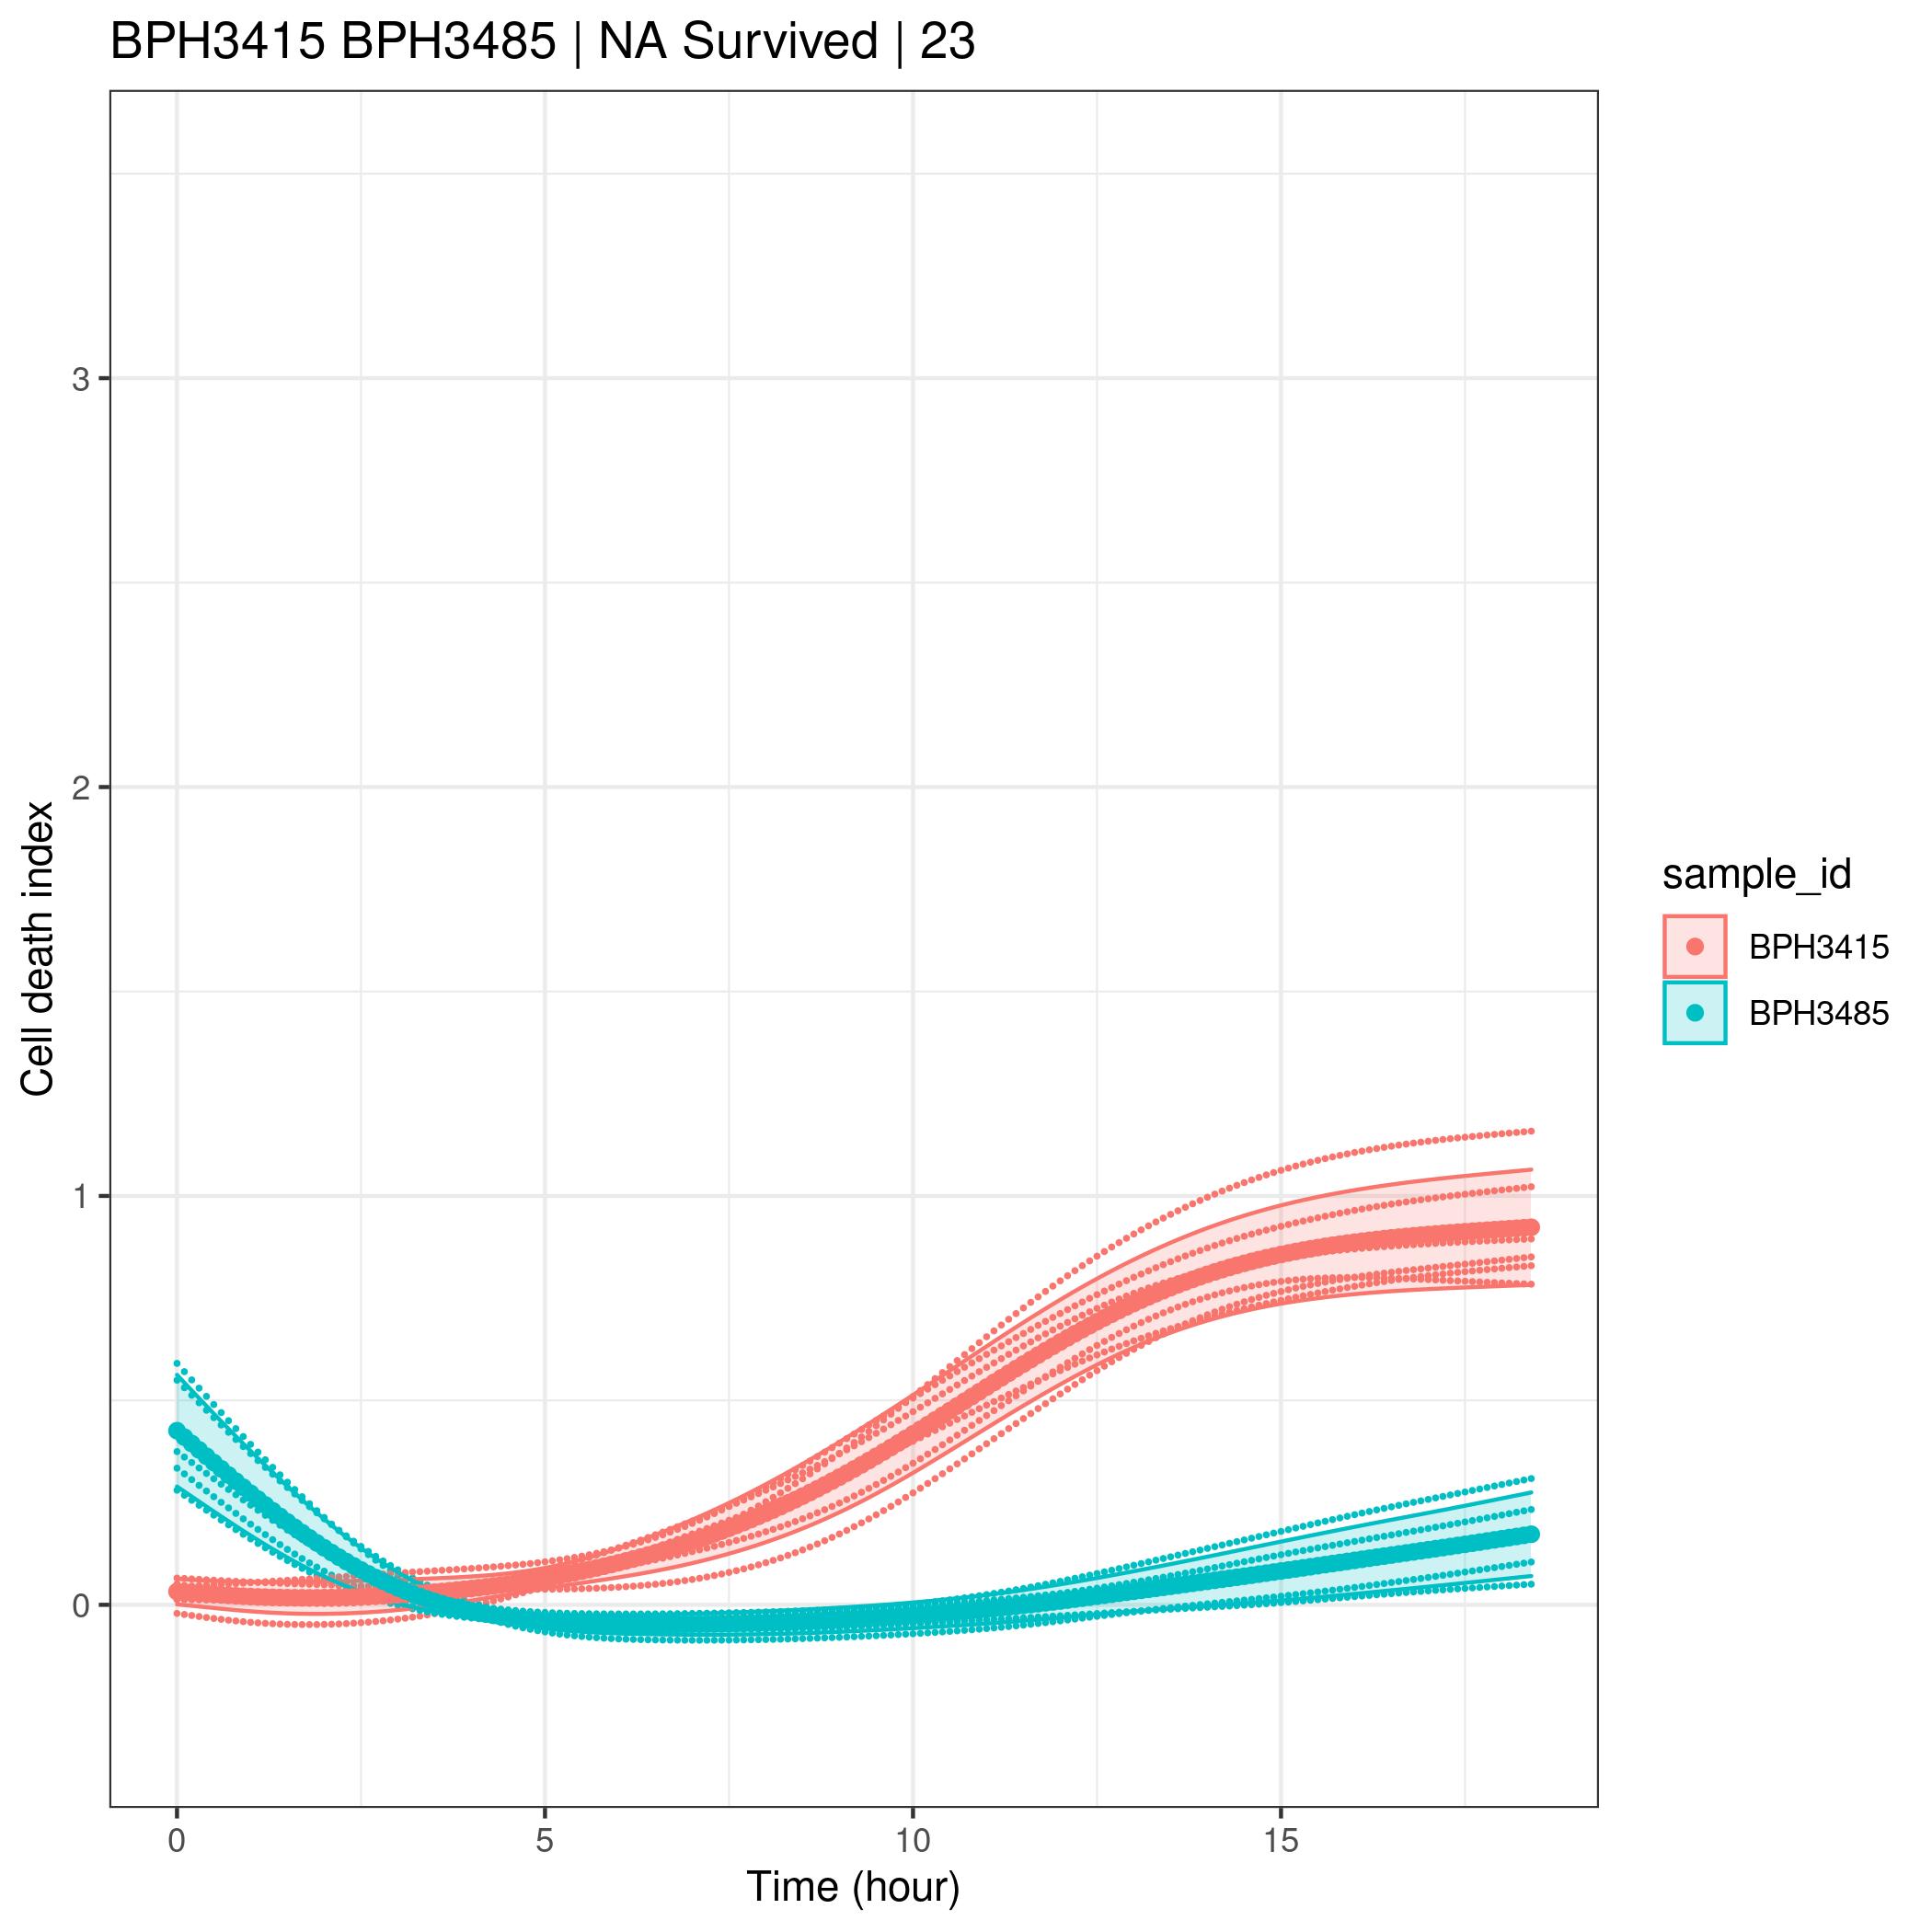 BPH3415 BPH3485 | NA Survived | 23
3
2
1
0
Cell death index
0 5 10 15
Time (hour)
sample_id
BPH3415
BPH3485